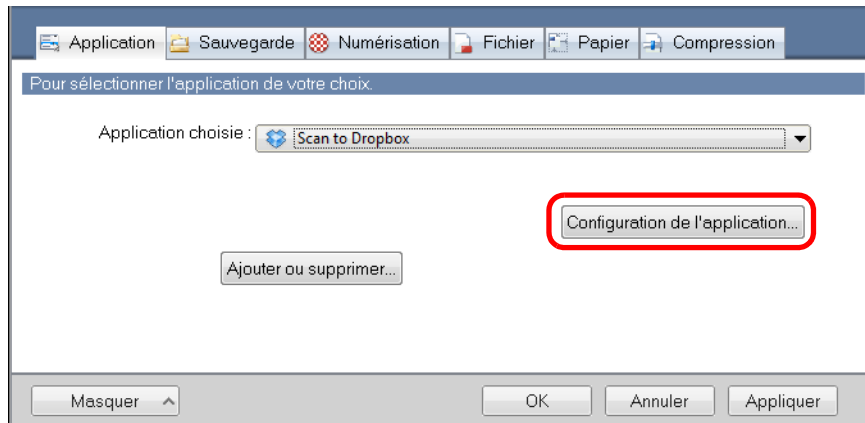 Application Sauvegarde Numérisation Fichier Papier Compression
Pour sélectionner l'application de votre choix.
Application choisie : Scan to Dropbox
Configuration de l'application...
Ajouter ou supprimer...
Masquer OK Annuler Appliquer